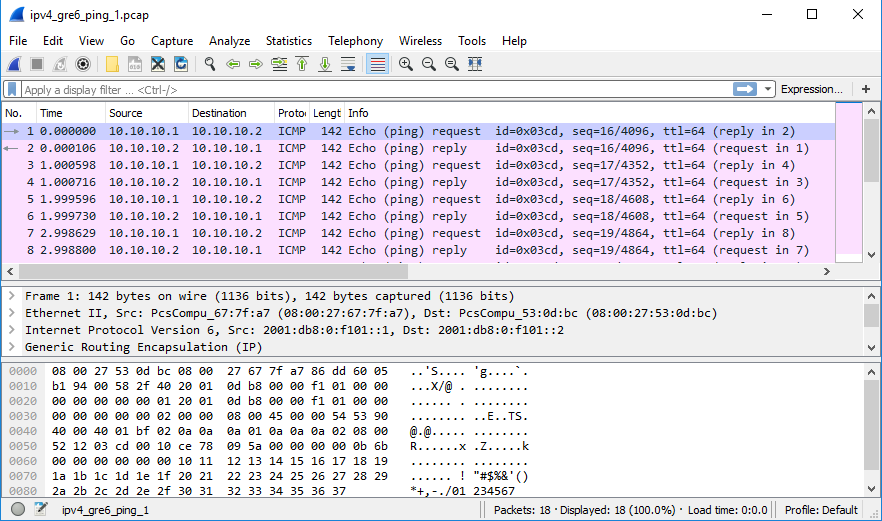 ipv4_gre6_ping_1.pcap
File Edit View Go Capture Analyze Statistics Telephony Wireless Tools Help
Apply a display filter ... <Ctrl-/> Expression... +
No. Time Source Destination Protoc Lengt Info
1 0.000000 10.10.10.1 10.10.10.2 ICMP 142 Echo (ping) request id=0x03cd, seq=16/4096, ttl=64 (reply in 2)
2 0.000106 10.10.10.2 10.10.10.1 ICMP 142 Echo (ping) reply id=0x03cd, seq=16/4096, ttl=64 (request in 1)
3 1.000598 10.10.10.1 10.10.10.2 ICMP 142 Echo (ping) request id=0x03cd, seq=17/4352, ttl=64 (reply in 4)
4 1.000716 10.10.10.2 10.10.10.1 ICMP 142 Echo (ping) reply id=0x03cd, seq=17/4352, ttl=64 (request in 3)
5 1.999596 10.10.10.1 10.10.10.2 ICMP 142 Echo (ping) request id=0x03cd, seq=18/4608, ttl=64 (reply in 6)
6 1.999730 10.10.10.2 10.10.10.1 ICMP 142 Echo (ping) reply id=0x03cd, seq=18/4608, ttl=64 (request in 5)
7 2.998629 10.10.10.1 10.10.10.2 ICMP 142 Echo (ping) request id=0x03cd, seq=19/4864, ttl=64 (reply in 8)
8 2.998800 10.10.10.2 10.10.10.1 ICMP 142 Echo (ping) reply id=0x03cd, seq=19/4864, ttl=64 (request in 7)
Frame 1: 142 bytes on wire (1136 bits), 142 bytes captured (1136 bits)
Ethernet II, Src: PcsCompu_67:7f:a7 (08:00:27:67:7f:a7), Dst: PcsCompu_53:0d:bc (08:00:27:53:0d:bc)
Internet Protocol Version 6, Src: 2001:db8:0:f101::1, Dst: 2001:db8:0:f101::2
Generic Routing Encapsulation (IP)
0000 08 00 27 53 0d bc 08 00 27 67 7f a7 86 dd 60 05 ..'S.... 'g....`.
0010 b1 94 00 58 2f 40 20 01 0d b8 00 00 f1 01 00 00 ...X/@ . ........
0020 00 00 00 00 00 01 20 01 0d b8 00 00 f1 01 00 00 ...... . ........
0030 00 00 00 00 00 02 00 00 08 00 45 00 00 54 53 90 ........ ..E..TS.
0040 40 00 40 01 bf 02 0a 0a 0a 01 0a 0a 0a 02 08 00 @.@..... ........
0050 52 12 03 cd 00 10 ce 78 09 5a 00 00 00 00 0b 6b R......x .Z.....k
0060 00 00 00 00 00 00 10 11 12 13 14 15 16 17 18 19 ........ ........
0070 1a 1b 1c 1d 1e 1f 20 21 22 23 24 25 26 27 28 29 ...... ! "#$%&'()
0080 2a 2b 2c 2d 2e 2f 30 31 32 33 34 35 36 37 *+,-./01 234567
ipv4_gre6_ping_1 Packets: 18 · Displayed: 18 (100.0%) · Load time: 0:0.0 Profile: Default